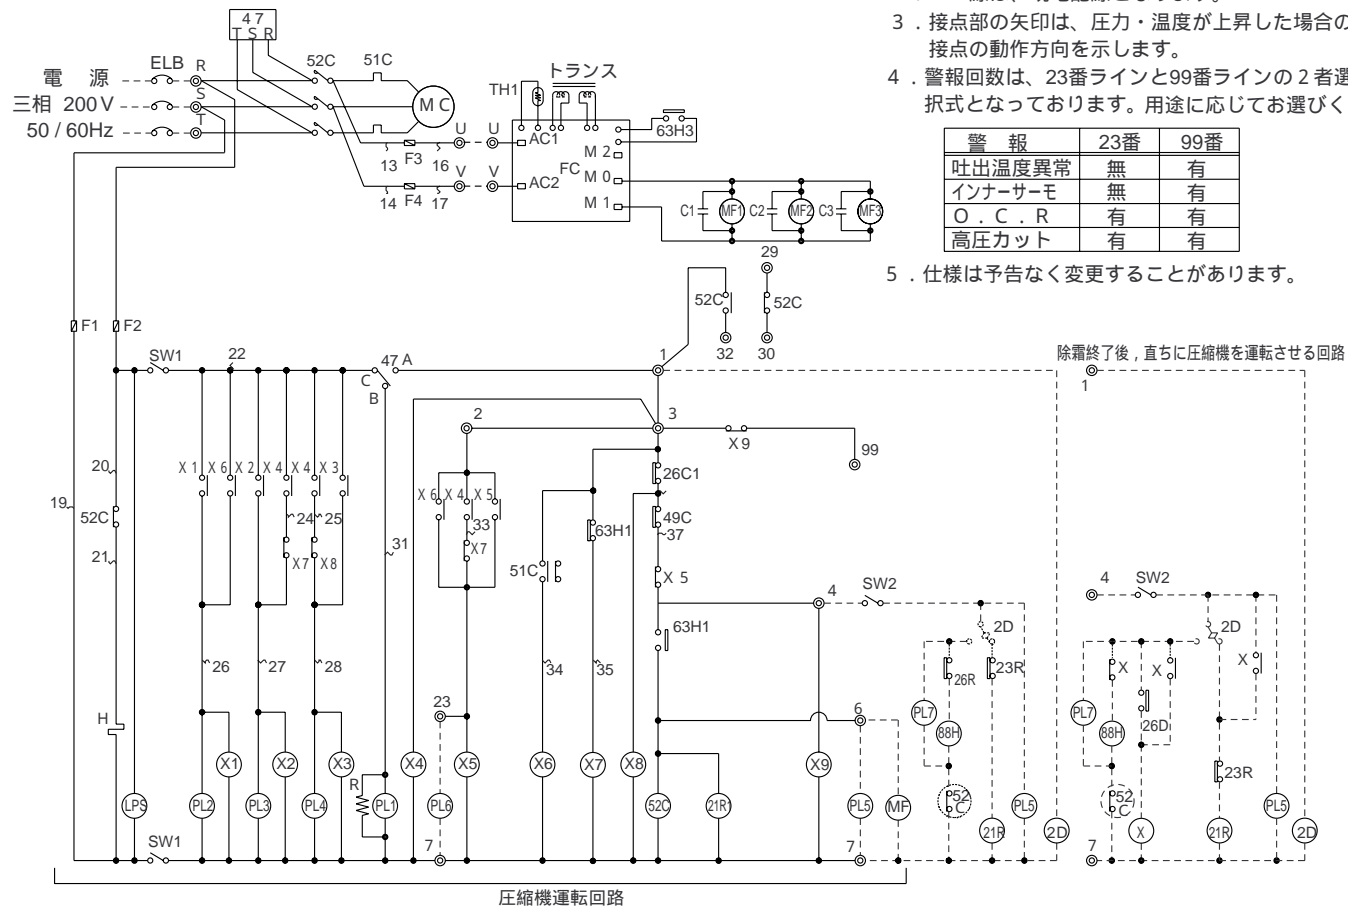 3．接点部の矢印は、圧力・温度が上昇した場合の
接点の動作方向を示します。
4．警報回数は、23番ラインと99番ラインの2者選
択式となっております。用途に応じてお選びく
警 報 23番 99番
吐出温度異常 無 有
インナーサーモ 無 有
O．C．R 有 有
高圧カット 有 有
5．仕様は予告なく変更することがあります。
47
T S R
電 源
三相 200V
50/60Hz
ELB
R
S
T
52C
51C
MC
トランス
TH1
63H3
AC1
AC2
FC
M2
M0
M1
U U
V V
13 F3 16
14 F4 17
C1 MF1 C2 MF2 C3 MF3
29
52C 52C
32 30
F1 F2
SW1
22
47 A
C
B
1
2
3
X9
99
20
19
52C
21
X1 X6 X2 X4 X4 X3
24 25
X7 X8
31
X6 X4 X5
33
X7
51C
63H1
26C1
49C
37
X5
63H1
4
SW2
2D
26R
23R
26 27 28
34 35
23
6
H
X1 X2 X3
R
X4 X5 X6 X7 X8 X9
LPS PL2 PL3 PL4 PL1 PL6
52C 21R1
PL5 MF
PL7
88H
52C
21R
PL5
2D
SW1
7
7
圧縮機運転回路
除霜終了後，直ちに圧縮機を運転させる回路
1
4
SW2
2D
X
X
X
26D
PL7
88H
23R
52C
X
21R
PL5
2D
7